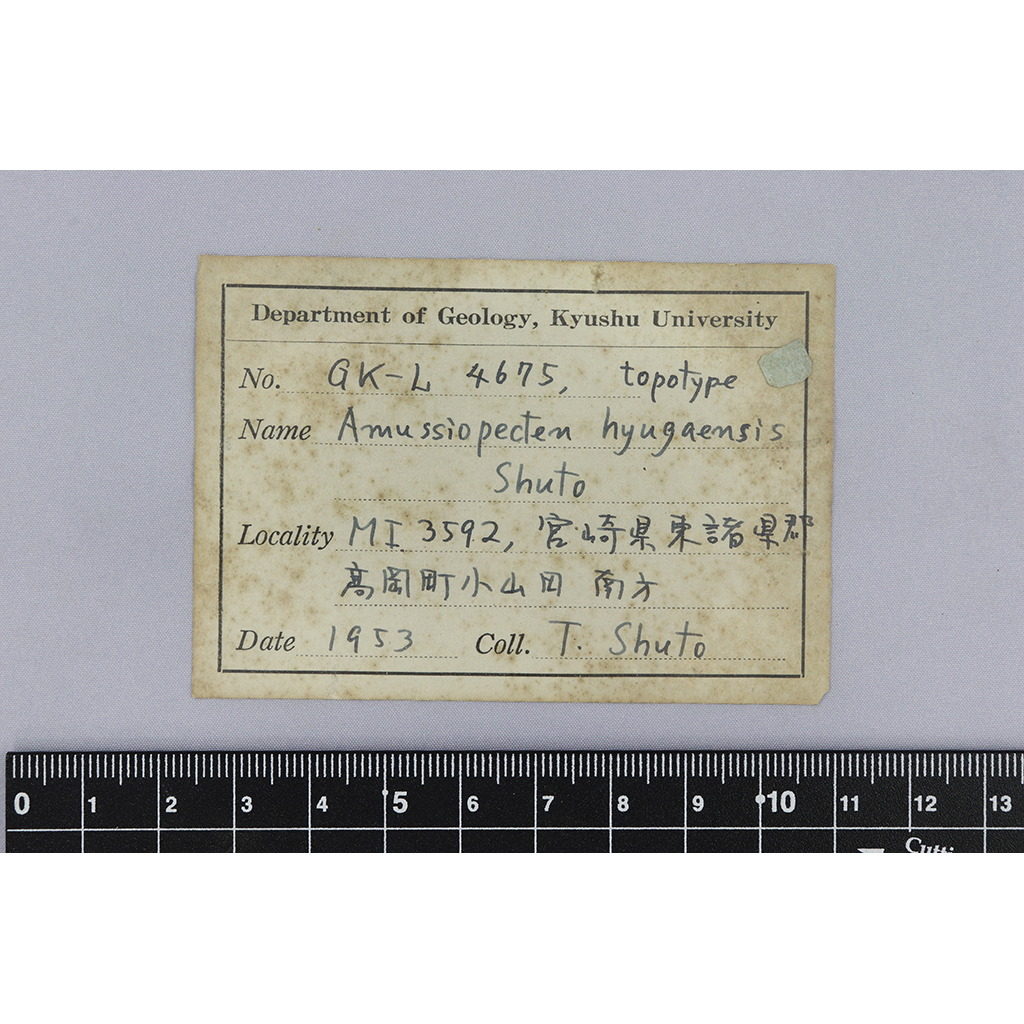 Department of Geology, Kyushu University
No. GK-L 4675, topotype
Name Amussiopecten hyugaensis
Shuto
Locality MI 3592, 宮崎県東諸県郡
高岡町小山田 南方
Date 1953 Coll. T. Shuto
0 1 2 3 4 5 6 7 8 9 10 11 12 13